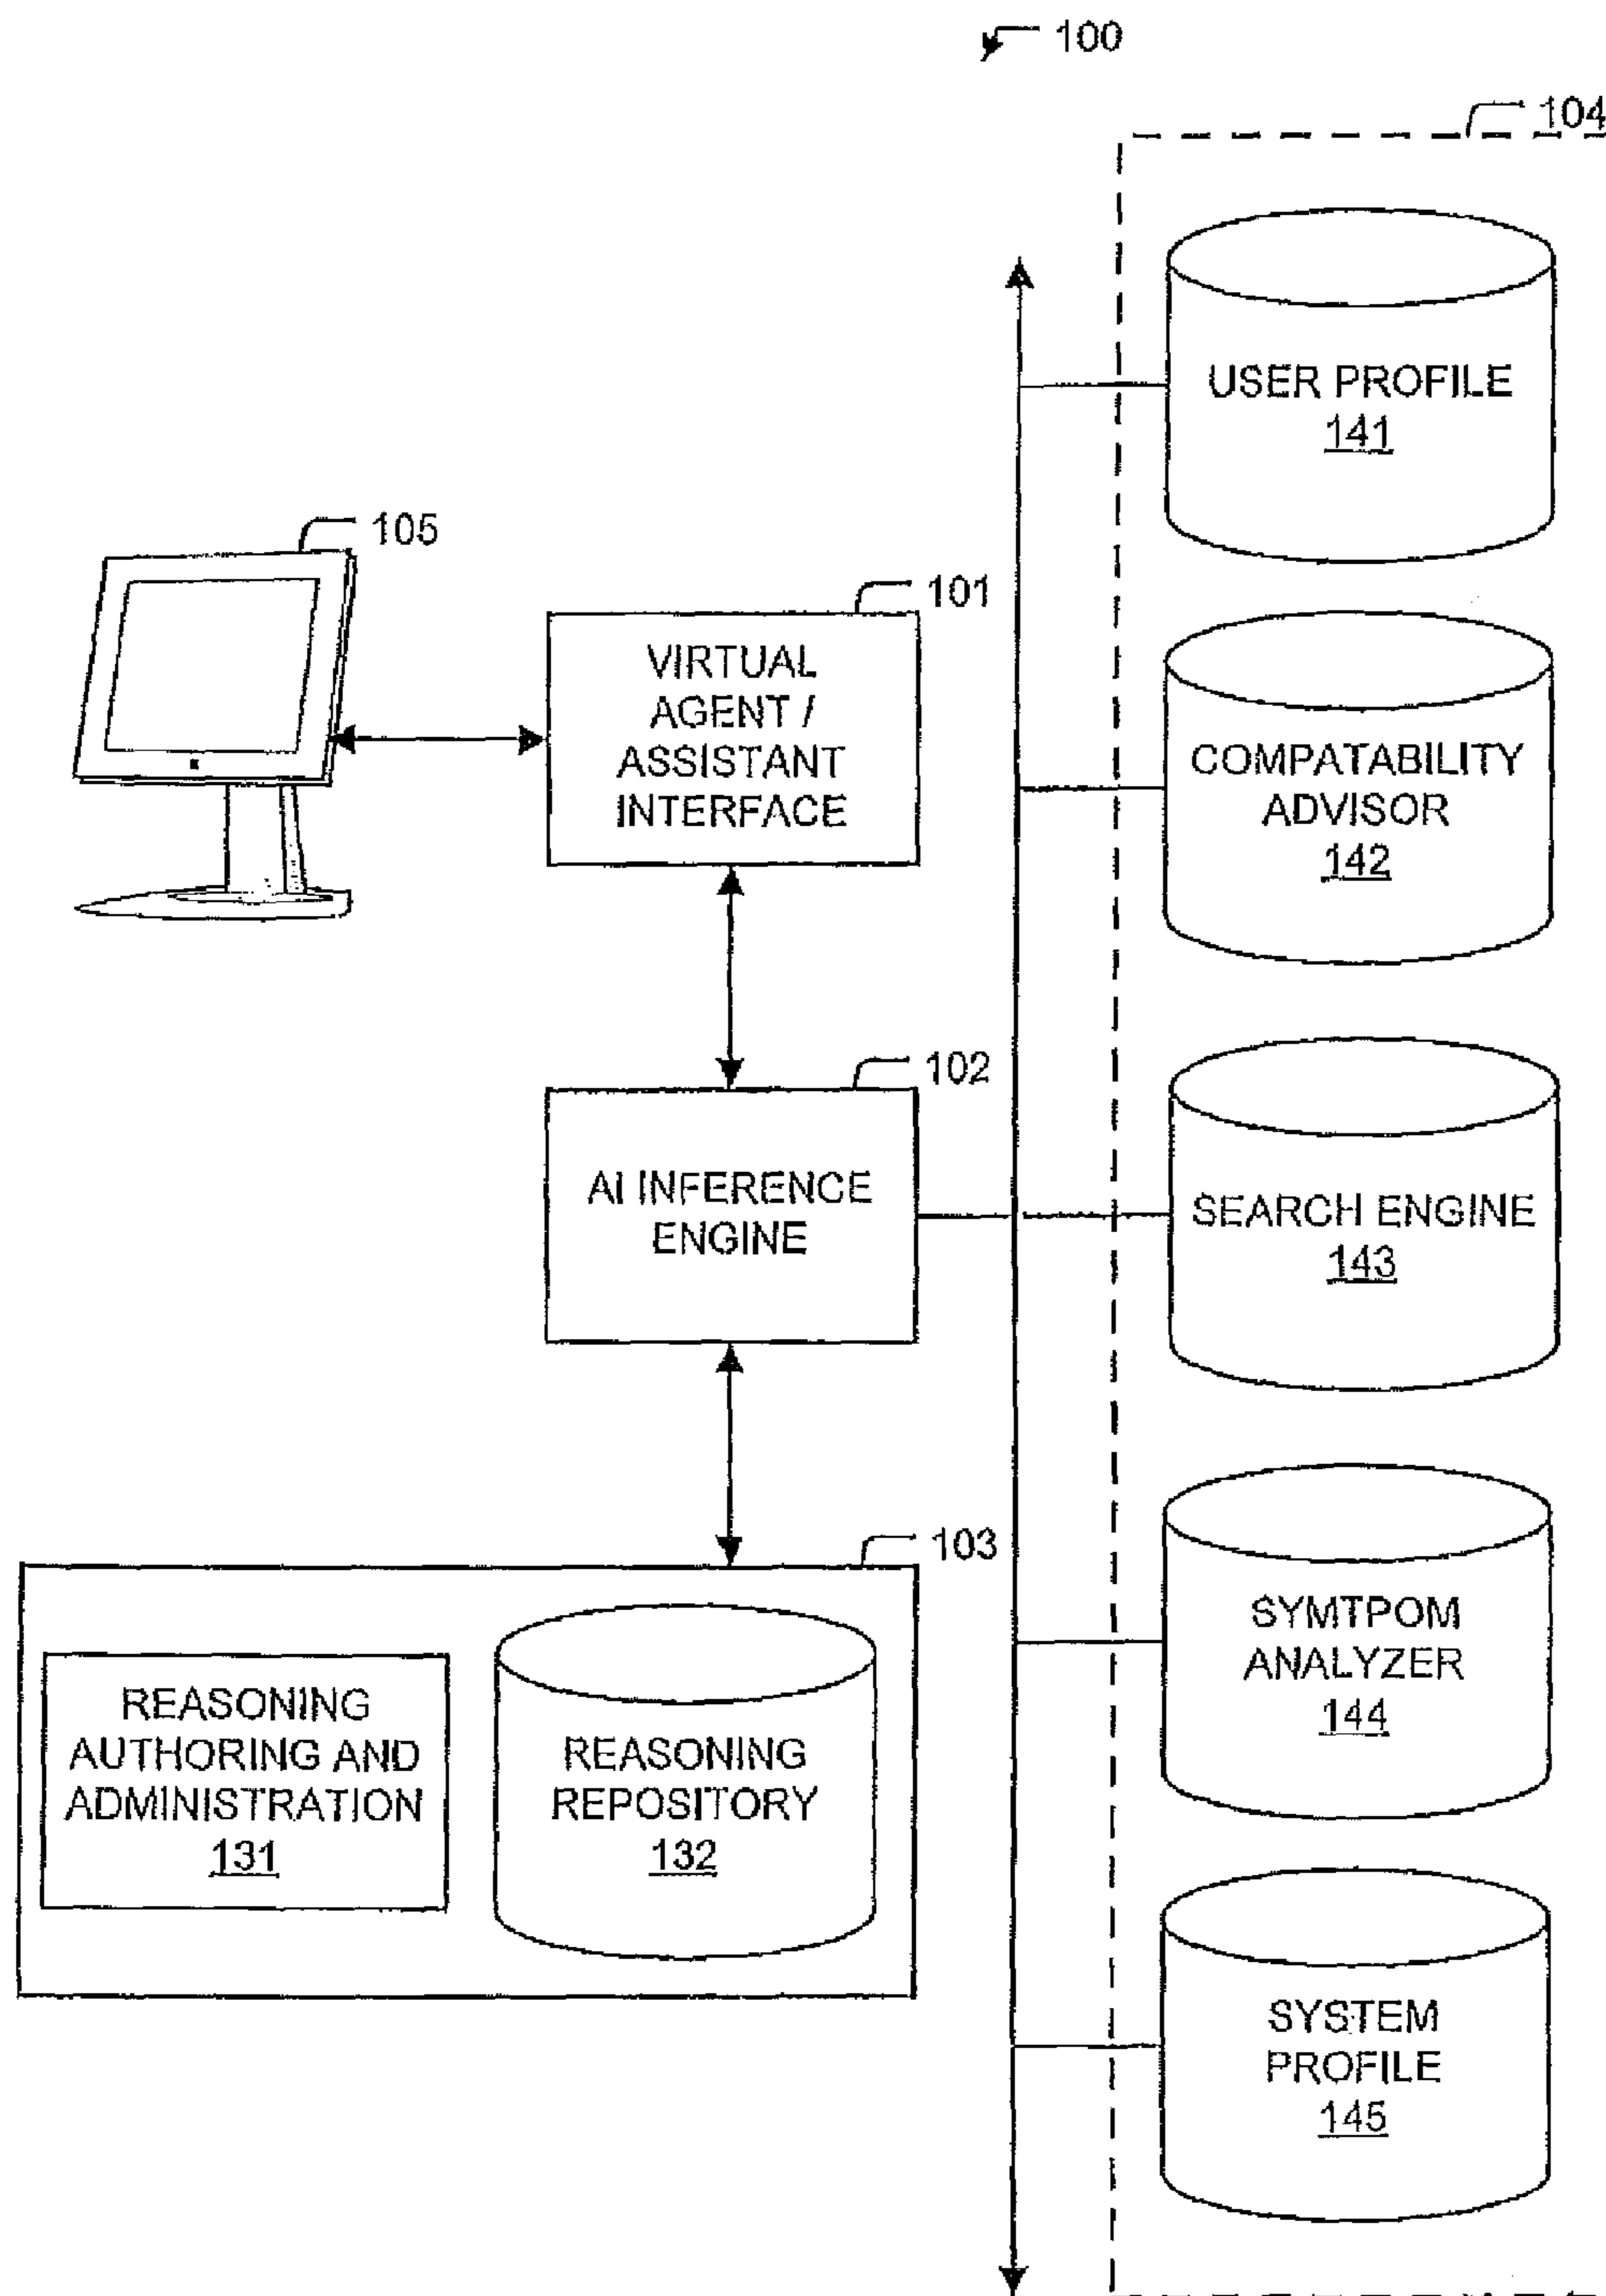 100
104
USER PROFILE
141
105
101
VIRTUAL
AGENT /
ASSISTANT
INTERFACE
COMPATABILITY
ADVISOR
142
102
AI INFERENCE
ENGINE
SEARCH ENGINE
143
103
REASONING
AUTHORING AND
ADMINISTRATION
131
REASONING
REPOSITORY
132
SYMTPOM
ANALYZER
144
SYSTEM
PROFILE
145